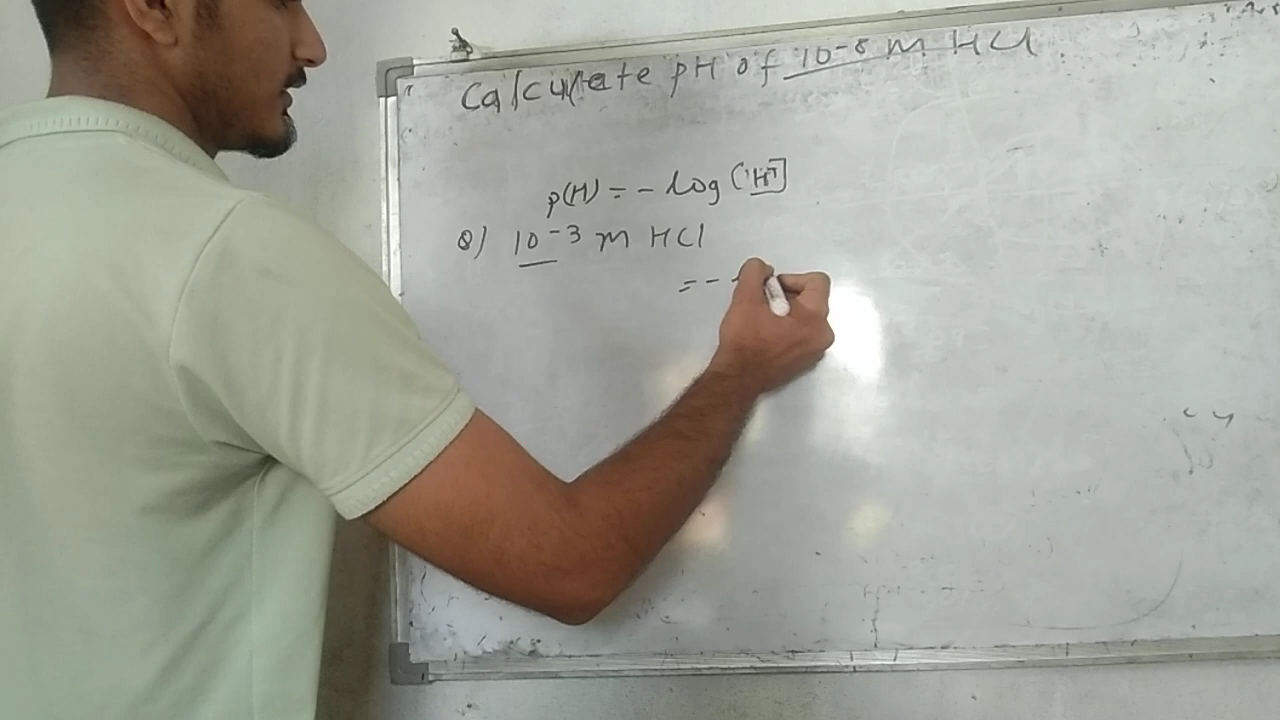 Calculate pH of 10-8 M HCl
p(H) = - log [H+]
Q) 10-3 M HCl
= -